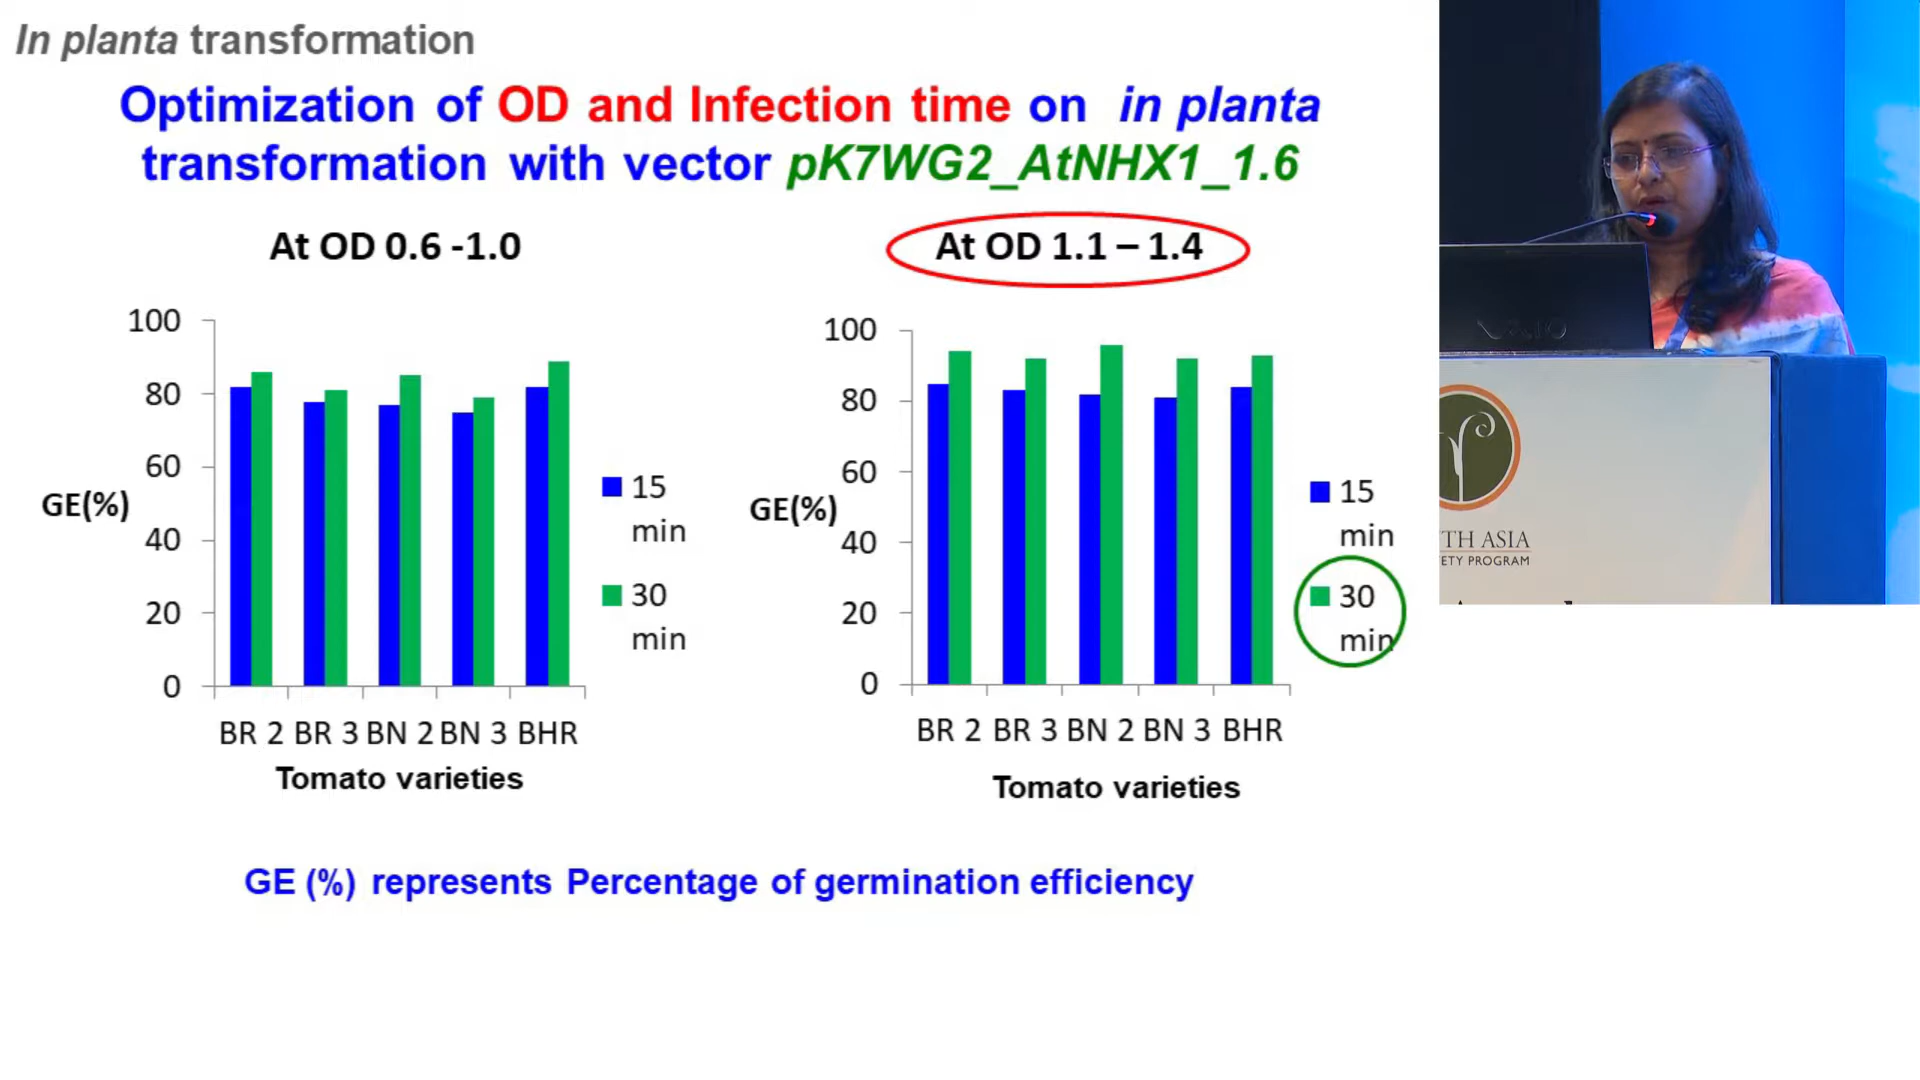 In planta transformation
Optimization of OD and Infection time on in planta
transformation with vector pK7WG2_AtNHX1_1.6
At OD 0.6 -1.0
100
80
60
40
20
0
GE(%)
15
min
30
min
BR 2 BR 3 BN 2 BN 3 BHR
Tomato varieties
At OD 1.1 – 1.4
100
80
60
40
20
0
GE(%)
15
min
30
min
BR 2 BR 3 BN 2 BN 3 BHR
Tomato varieties
GE (%) represents Percentage of germination efficiency
VAIO
TH ASIA
ETY PROGRAM